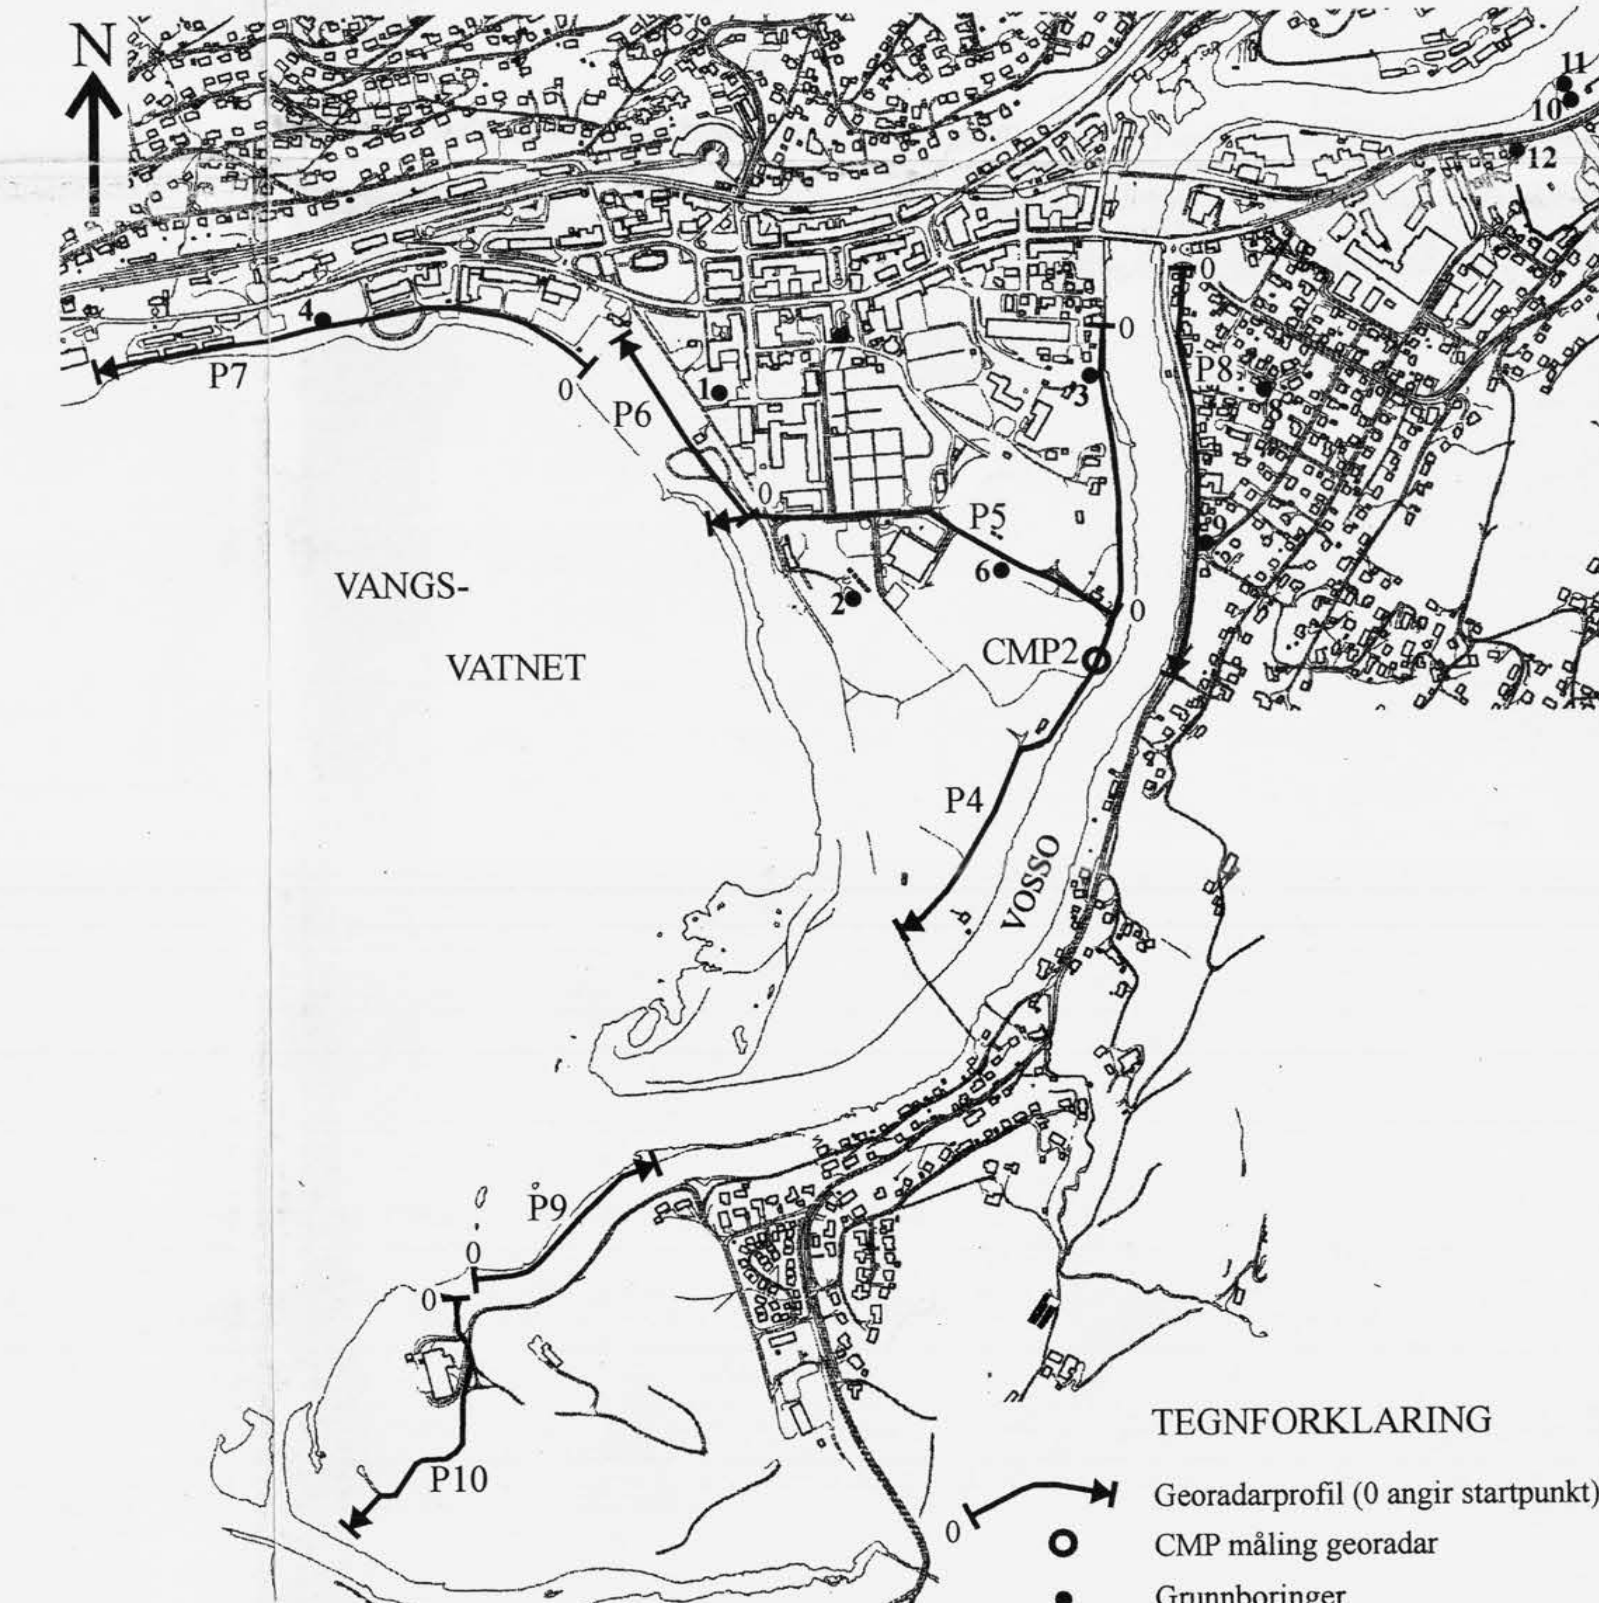 N
11
10
12
4
P7
0
P6
1
7
0
3
0
P8
8
0
P5
9
6
2
0
VANGS-
VATNET
CMP2
P4
VOSSO
P9
0
0
P10
TEGNFORKLARING
0
Georadarprofil (0 angir startpunkt)
CMP måling georadar
Grunnboringer